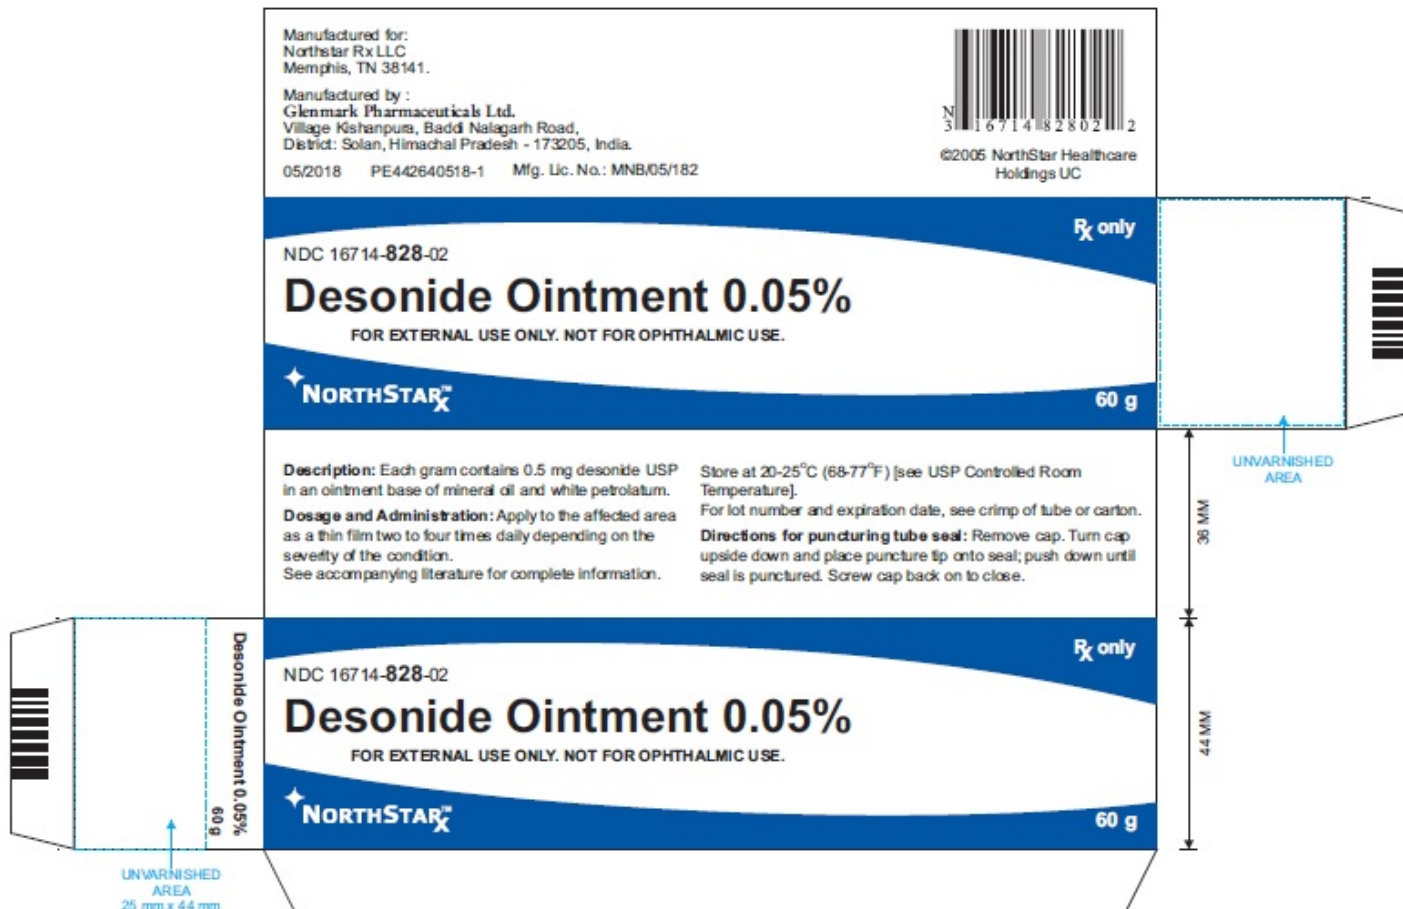 Manufactured for:
Northstar Rx LLC
Memphis, TN 38141.
Manufactured by :
Glenmark Pharmaceuticals Ltd.
Village Kishanpura, Baddi Nalagarh Road,
District: Solan, Himachal Pradesh - 173205, India.
05/2018 PE442640518-1 Mfg. Lic. No.: MNB/05/182
N
3 16714 82802 2
©2005 NorthStar Healthcare
Holdings UC
Rx only
NDC 16714-828-02
Desonide Ointment 0.05%
FOR EXTERNAL USE ONLY. NOT FOR OPHTHALMIC USE.
NORTHSTARX™
60 g
UNVARNISHED
AREA
Description: Each gram contains 0.5 mg desonide USP
in an ointment base of mineral oil and white petrolatum.
Dosage and Administration: Apply to the affected area
as a thin film two to four times daily depending on the
severity of the condition.
See accompanying literature for complete information.
Store at 20-25°C (68-77°F) [see USP Controlled Room
Temperature].
For lot number and expiration date, see crimp of tube or carton.
Directions for puncturing tube seal: Remove cap. Turn cap
upside down and place puncture tip onto seal; push down until
seal is punctured. Screw cap back on to close.
36 MM
Rx only
NDC 16714-828-02
Desonide Ointment 0.05%
FOR EXTERNAL USE ONLY. NOT FOR OPHTHALMIC USE.
NORTHSTARX™
60 g
44 MM
Desonide Ointment 0.05%
60 g
UNVARNISHED
AREA
25 mm x 44 mm